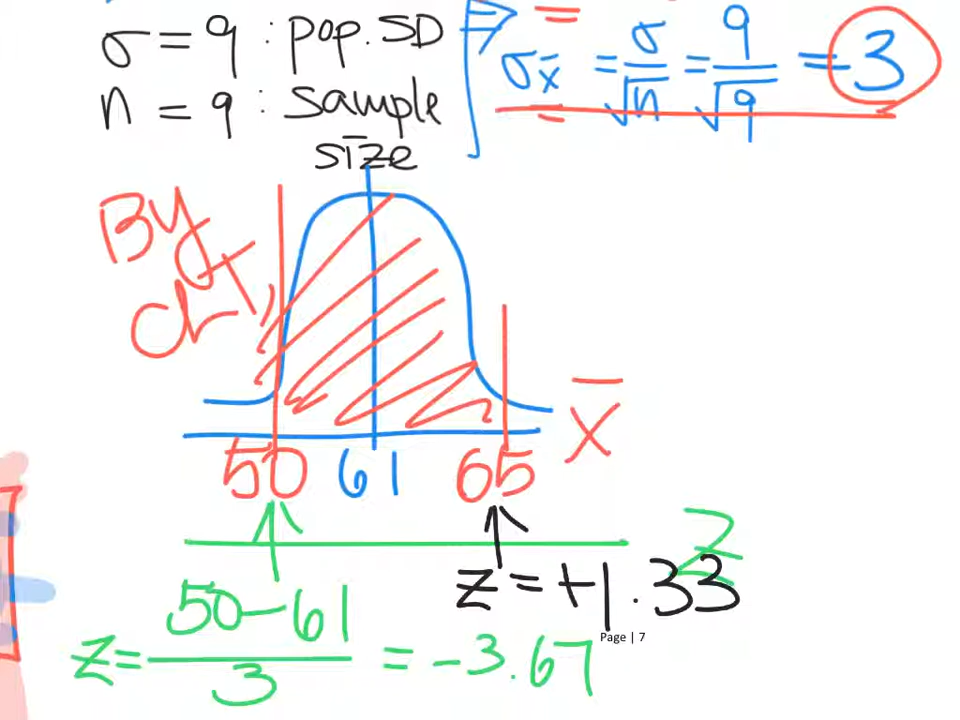 σ = 9 : pop. SD
n = 9 : sample size
⇒ σx̄ = σ/√n = 9/√9 = 3
By CLT,
50 61 65 X̄
Z
z = +1.33
z = (50-61)/3 = -3.67
Page | 7